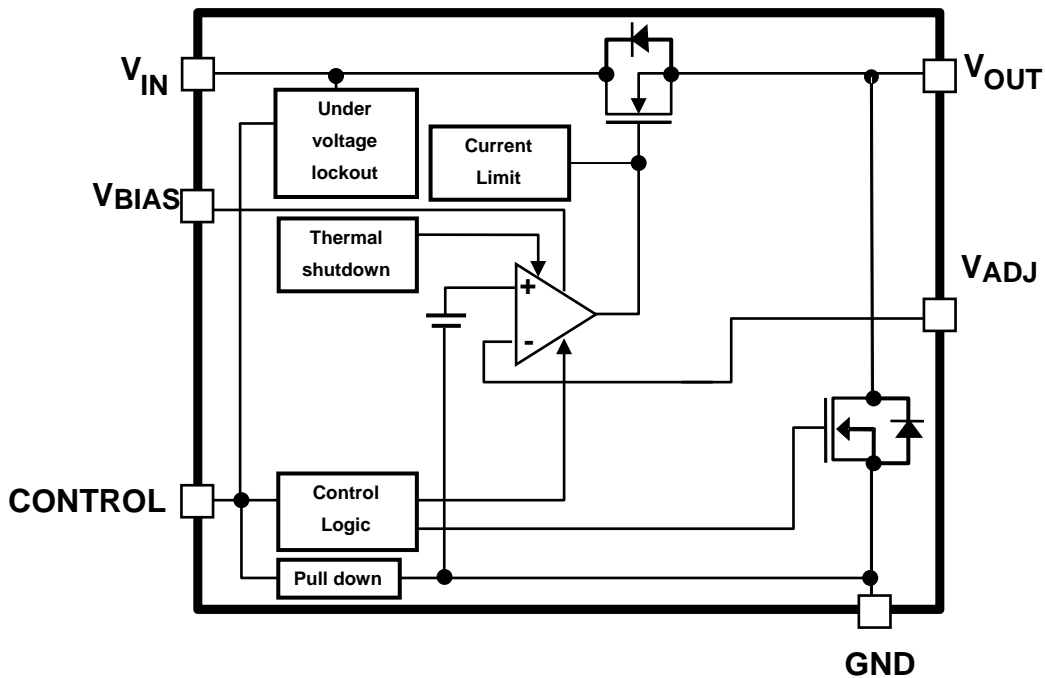 VIN
VOUT
Under
voltage
lockout
Current
Limit
VBIAS
Thermal
shutdown
VADJ
+
-
CONTROL
Control
Logic
Pull down
GND